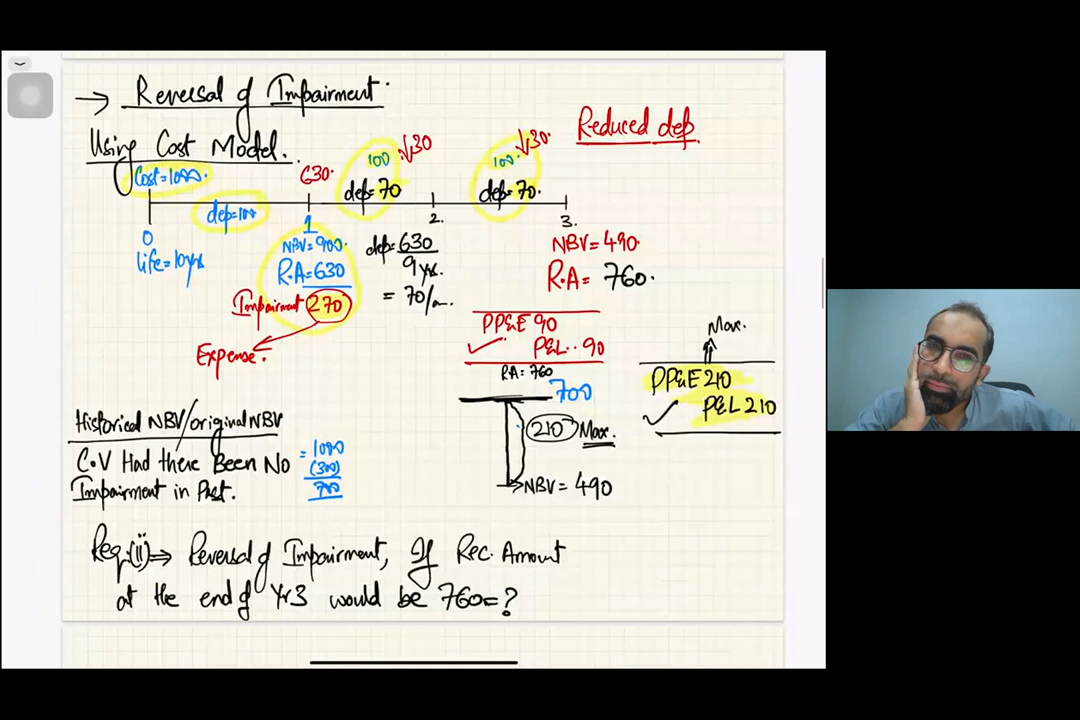 → Reversal of Impairment.
Using Cost Model.
Reduced dep
Cost=1000.
630.
100 ↓30
100. ↓30.
dep=70
dep=70.
dep=100
0
1
2.
3.
life=10yrs
NBV=900.
R.A=630
Impairment 270
Expense.
dep=630
9yrs.
= 70/an.
NBV=490.
R.A= 760.
PP&E 90
P&L.. 90
RA=760
700
210 Max.
NBV = 490
Max.
PP&E 210
P&L 210
Historical NBV/original NBV
C.V Had there Been No
Impairment in Past.
= 1000
(300)
700
Req:(ii)⇒ Reversal of Impairment, If Rec. Amount
at the end of Yr3 would be 760=?